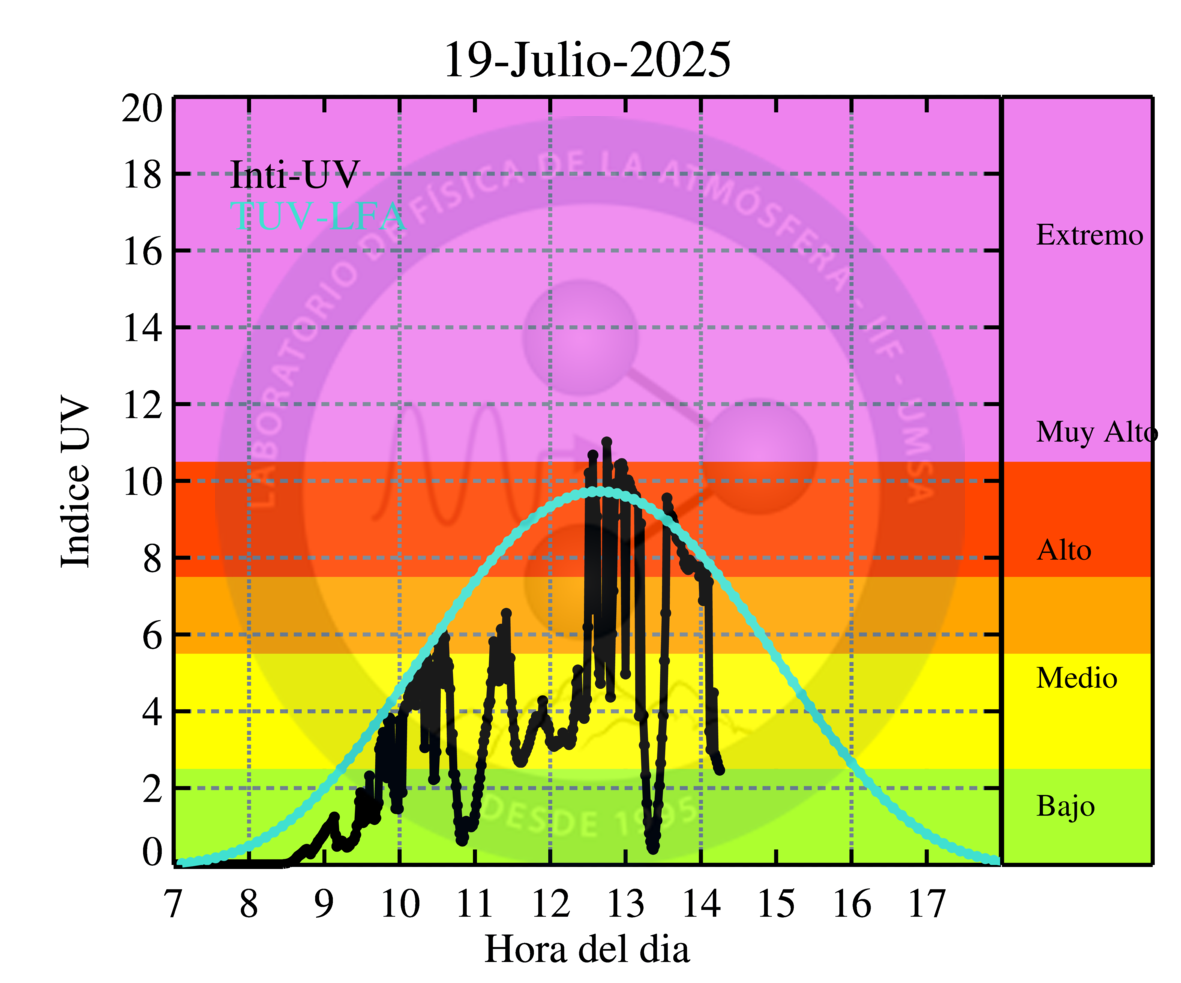 19-Julio-2025
Inti-UV
TUV-LFA
LABORATORIO DE FÍSICA DE LA ATMÓSFERA - IIF - UMSA
DESDE 1995
Indice UV
20
18
16
14
12
10
8
6
4
2
0
7 8 9 10 11 12 13 14 15 16 17
Hora del dia
Extremo
Muy Alto
Alto
Medio
Bajo